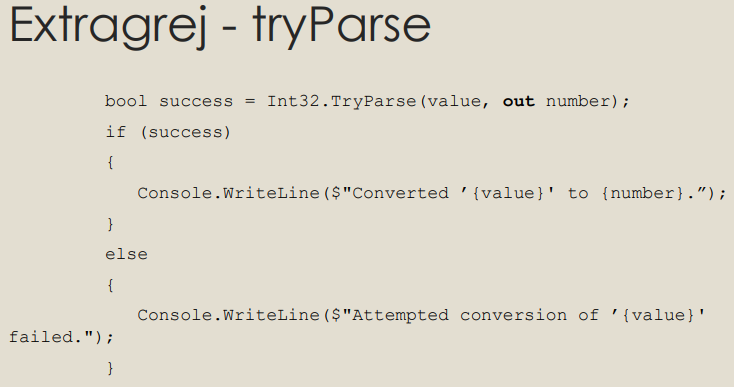 Extragrej - tryParse
bool success = Int32.TryParse(value, out number);
if (success)
{
Console.WriteLine($"Converted ’{value}' to {number}.”);
}
else
{
Console.WriteLine($"Attempted conversion of ’{value}'
failed.");
}